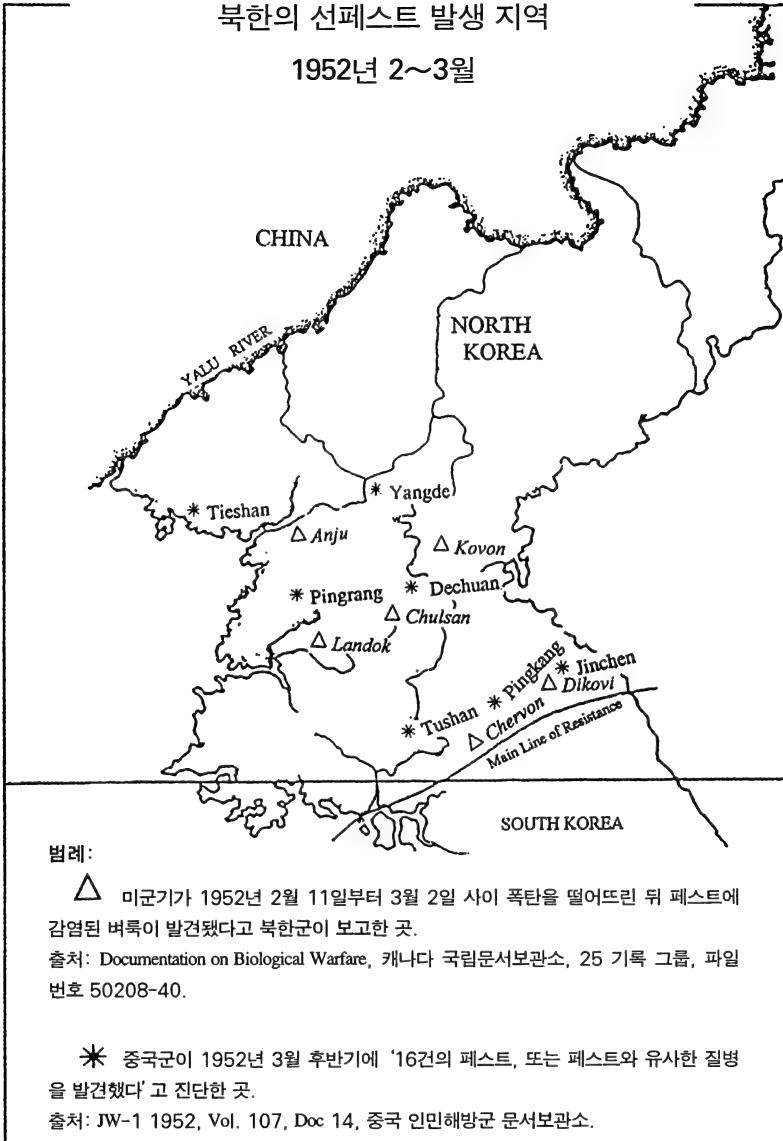 북한의 선페스트 발생 지역
1952년 2～3월
CHINA
YALU RIVER
NORTH
KOREA
Tieshan
Yangde
Anju
Kovon
Pingrang
Dechuan
Chulsan
Landok
Pingkang
Jinchen
Dikovi
Tushan
Chervon
Main Line of Resistance
SOUTH KOREA
범례:
△ 미군기가 1952년 2월 11일부터 3월 2일 사이 폭탄을 떨어뜨린 뒤 페스트에
감염된 벼룩이 발견됐다고 북한군이 보고한 곳.
출처: Documentation on Biological Warfare, 캐나다 국립문서보관소, 25 기록 그룹, 파일
번호 50208-40.
✳ 중국군이 1952년 3월 후반기에 ‘16건의 페스트, 또는 페스트와 유사한 질병
을 발견했다’고 진단한 곳.
출처: JW-1 1952, Vol. 107, Doc 14, 중국 인민해방군 문서보관소.